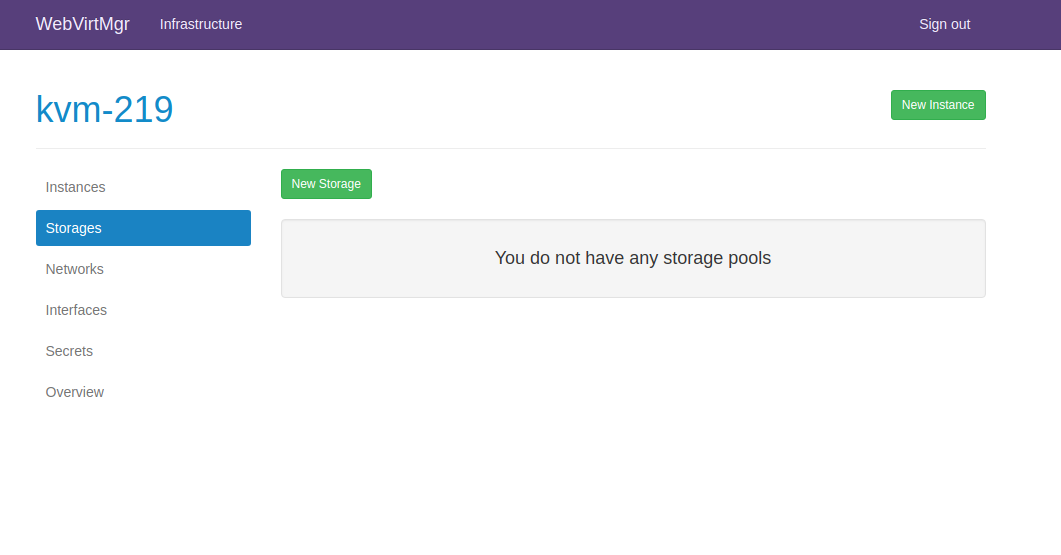 WebVirtMgr Infrastructure Sign out
kvm-219 New Instance
Instances
Storages
Networks
Interfaces
Secrets
Overview
New Storage
You do not have any storage pools